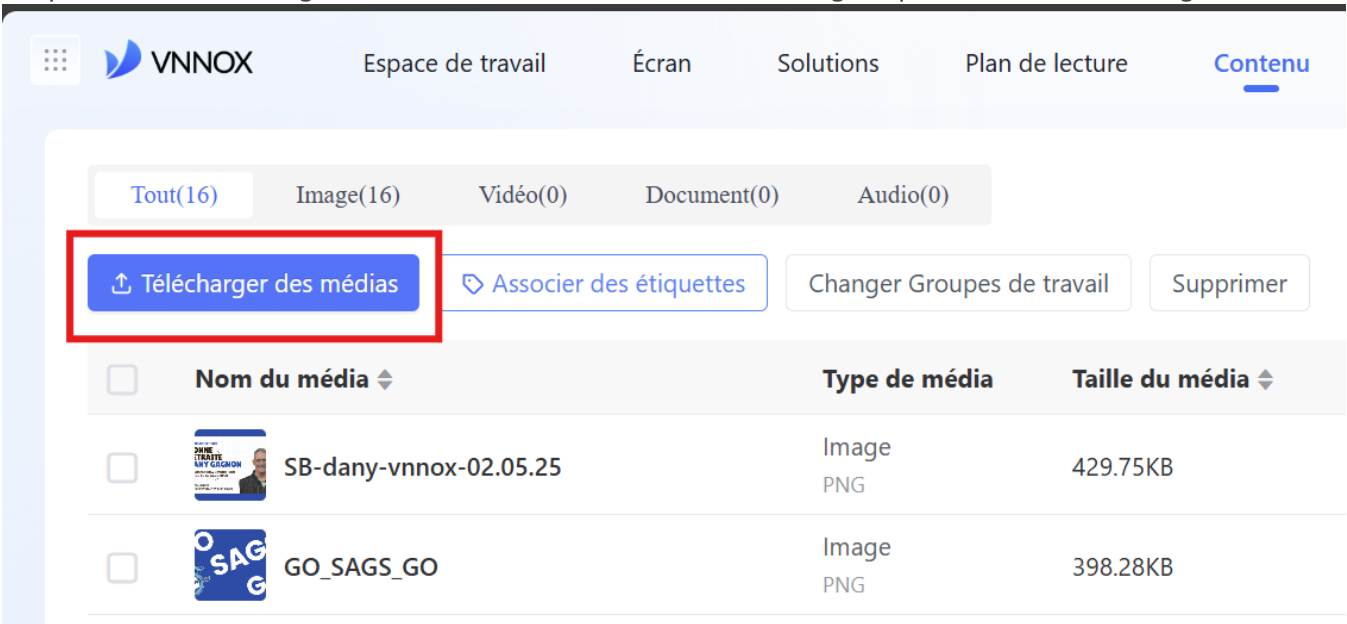 VNNOX
Espace de travail
Écran
Solutions
Plan de lecture
Contenu
Tout(16)
Image(16)
Vidéo(0)
Document(0)
Audio(0)
Télécharger des médias
Associer des étiquettes
Changer Groupes de travail
Supprimer
Nom du média
Type de média
Taille du média
SB-dany-vnnox-02.05.25
Image
PNG
429.75KB
GO_SAGS_GO
Image
PNG
398.28KB